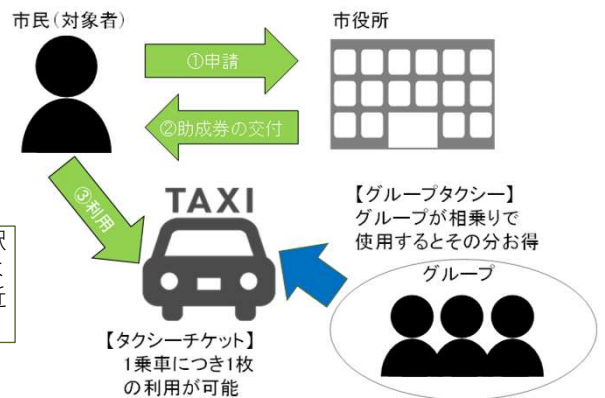 市民(対象者)
市役所
①申請
②助成券の交付
③利用
TAXI
【グループタクシー】
グループが相乗りで
使用するとその分お得
グループ
【タクシーチケット】
1乗車につき1枚
の利用が可能